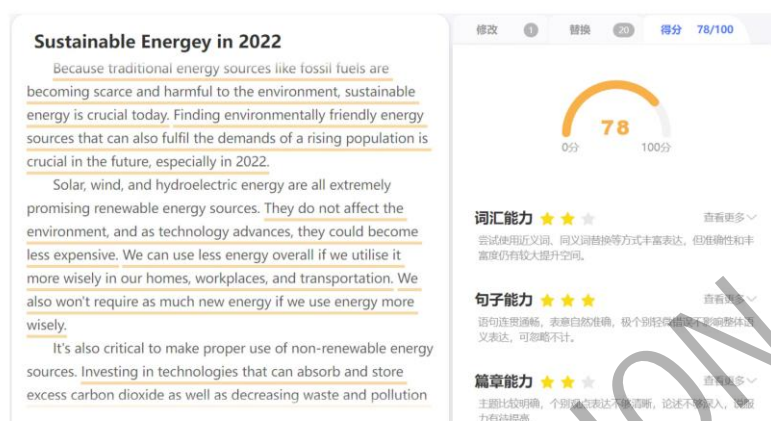 Sustainable Energey in 2022
Because traditional energy sources like fossil fuels are
becoming scarce and harmful to the environment, sustainable
energy is crucial today. Finding environmentally friendly energy
sources that can also fulfil the demands of a rising population is
crucial in the future, especially in 2022.
Solar, wind, and hydroelectric energy are all extremely
promising renewable energy sources. They do not affect the
environment, and as technology advances, they could become
less expensive. We can use less energy overall if we utilise it
more wisely in our homes, workplaces, and transportation. We
also won't require as much new energy if we use energy more
wisely.
It's also critical to make proper use of non-renewable energy
sources. Investing in technologies that can absorb and store
excess carbon dioxide as well as decreasing waste and pollution
修改 1 替换 20 得分 78/100
78
0分 100分
词汇能力 查看更多
尝试使用近义词、同义词替换等方式丰富表达，但准确性和丰
富度仍有较大提升空间。
句子能力 查看更多
语句连贯通畅，表意自然准确，极个别轻微错误不影响整体语
义表达，可忽略不计。
篇章能力 查看更多
主题比较明确，个别观点表达不够清晰，论述不够深入，说服
力有待提高
ON